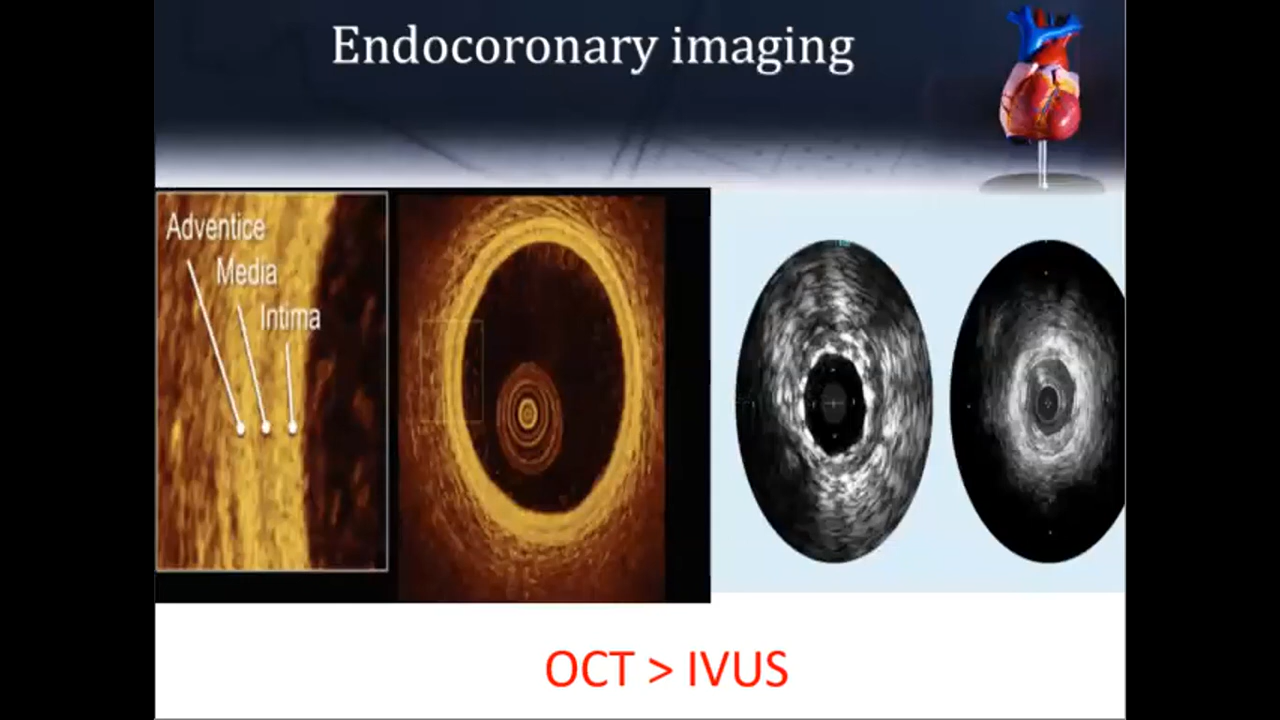 Endocoronary imaging
Adventice
Media
Intima
OCT > IVUS